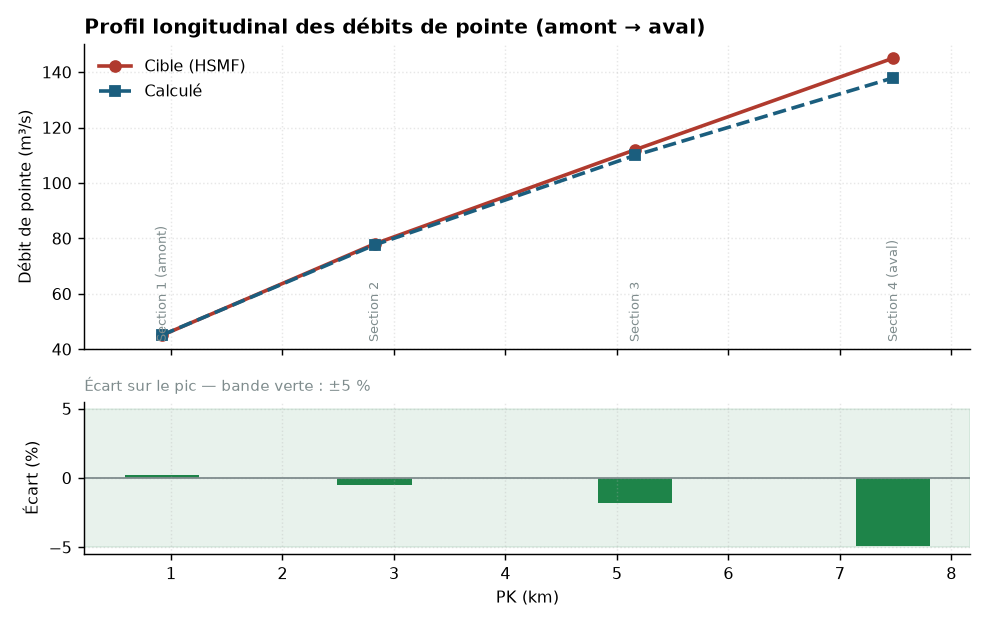 Profil longitudinal des débits de pointe (amont → aval)
Cible (HSMF)
Calculé
Débit de pointe (m³/s)
140
120
100
80
60
40
Section 1 (amont)
Section 2
Section 3
Section 4 (aval)
Écart sur le pic — bande verte : ±5 %
Écart (%)
5
0
−5
1 2 3 4 5 6 7 8
PK (km)